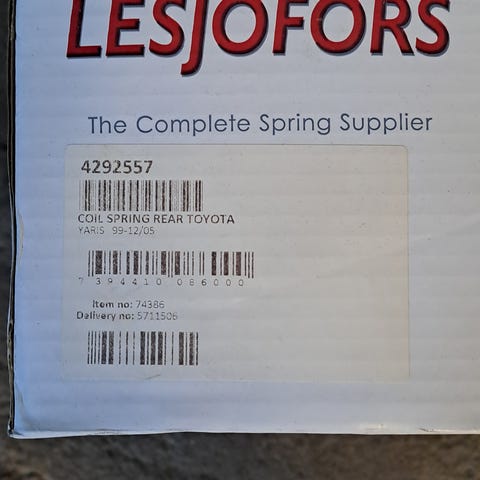 LESJOFORS
The Complete Spring Supplier
4292557
COIL SPRING REAR TOYOTA
YARIS 99-12/05
7 394410 086000
Item no: 74386
Delivery no: 5711506